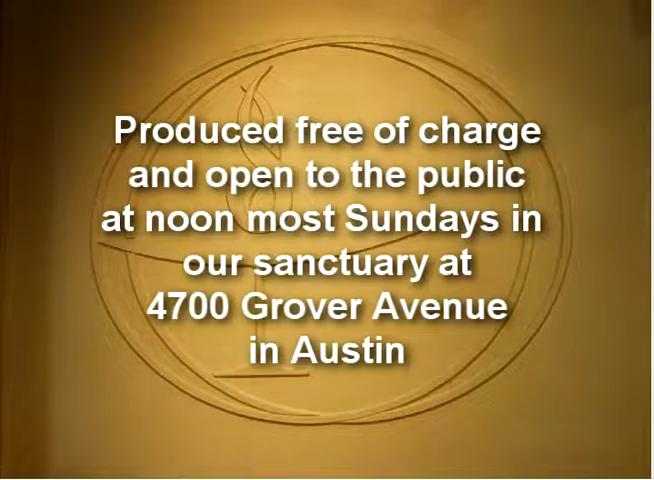 Produced free of charge
and open to the public
at noon most Sundays in
our sanctuary at
4700 Grover Avenue
in Austin